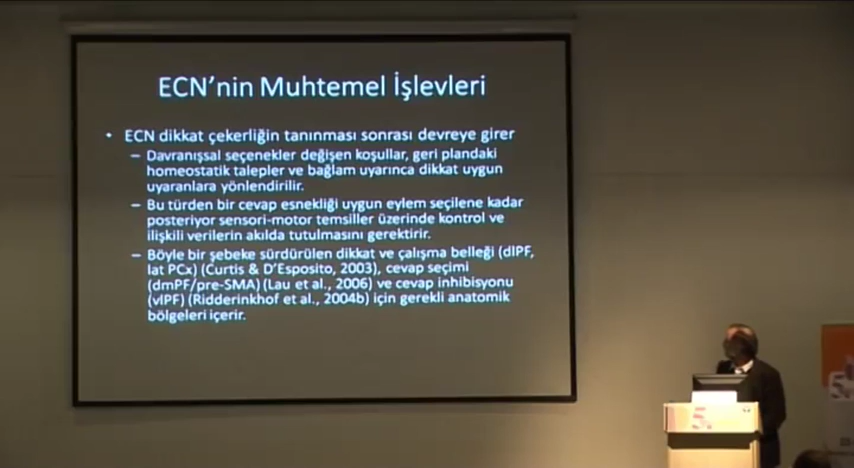 ECN'nin Muhtemel İşlevleri
• ECN dikkat çekerliğin tanınması sonrası devreye girer
– Davranışsal seçenekler değişen koşullar, geri plandaki
homeostatik talepler ve bağlam uyarınca dikkat uygun
uyaranlara yönlendirilir.
– Bu türden bir cevap esnekliği uygun eylem seçilene kadar
posteriyor sensori-motor temsiller üzerinde kontrol ve
ilişkili verilerin akılda tutulmasını gerektirir.
– Böyle bir şebeke sürdürülen dikkat ve çalışma belleği (dlPF,
lat PCx) (Curtis & D'Esposito, 2003), cevap seçimi
(dmPF/pre-SMA) (Lau et al., 2006) ve cevap inhibisyonu
(vlPF) (Ridderinkhof et al., 2004b) için gerekli anatomik
bölgeleri içerir.